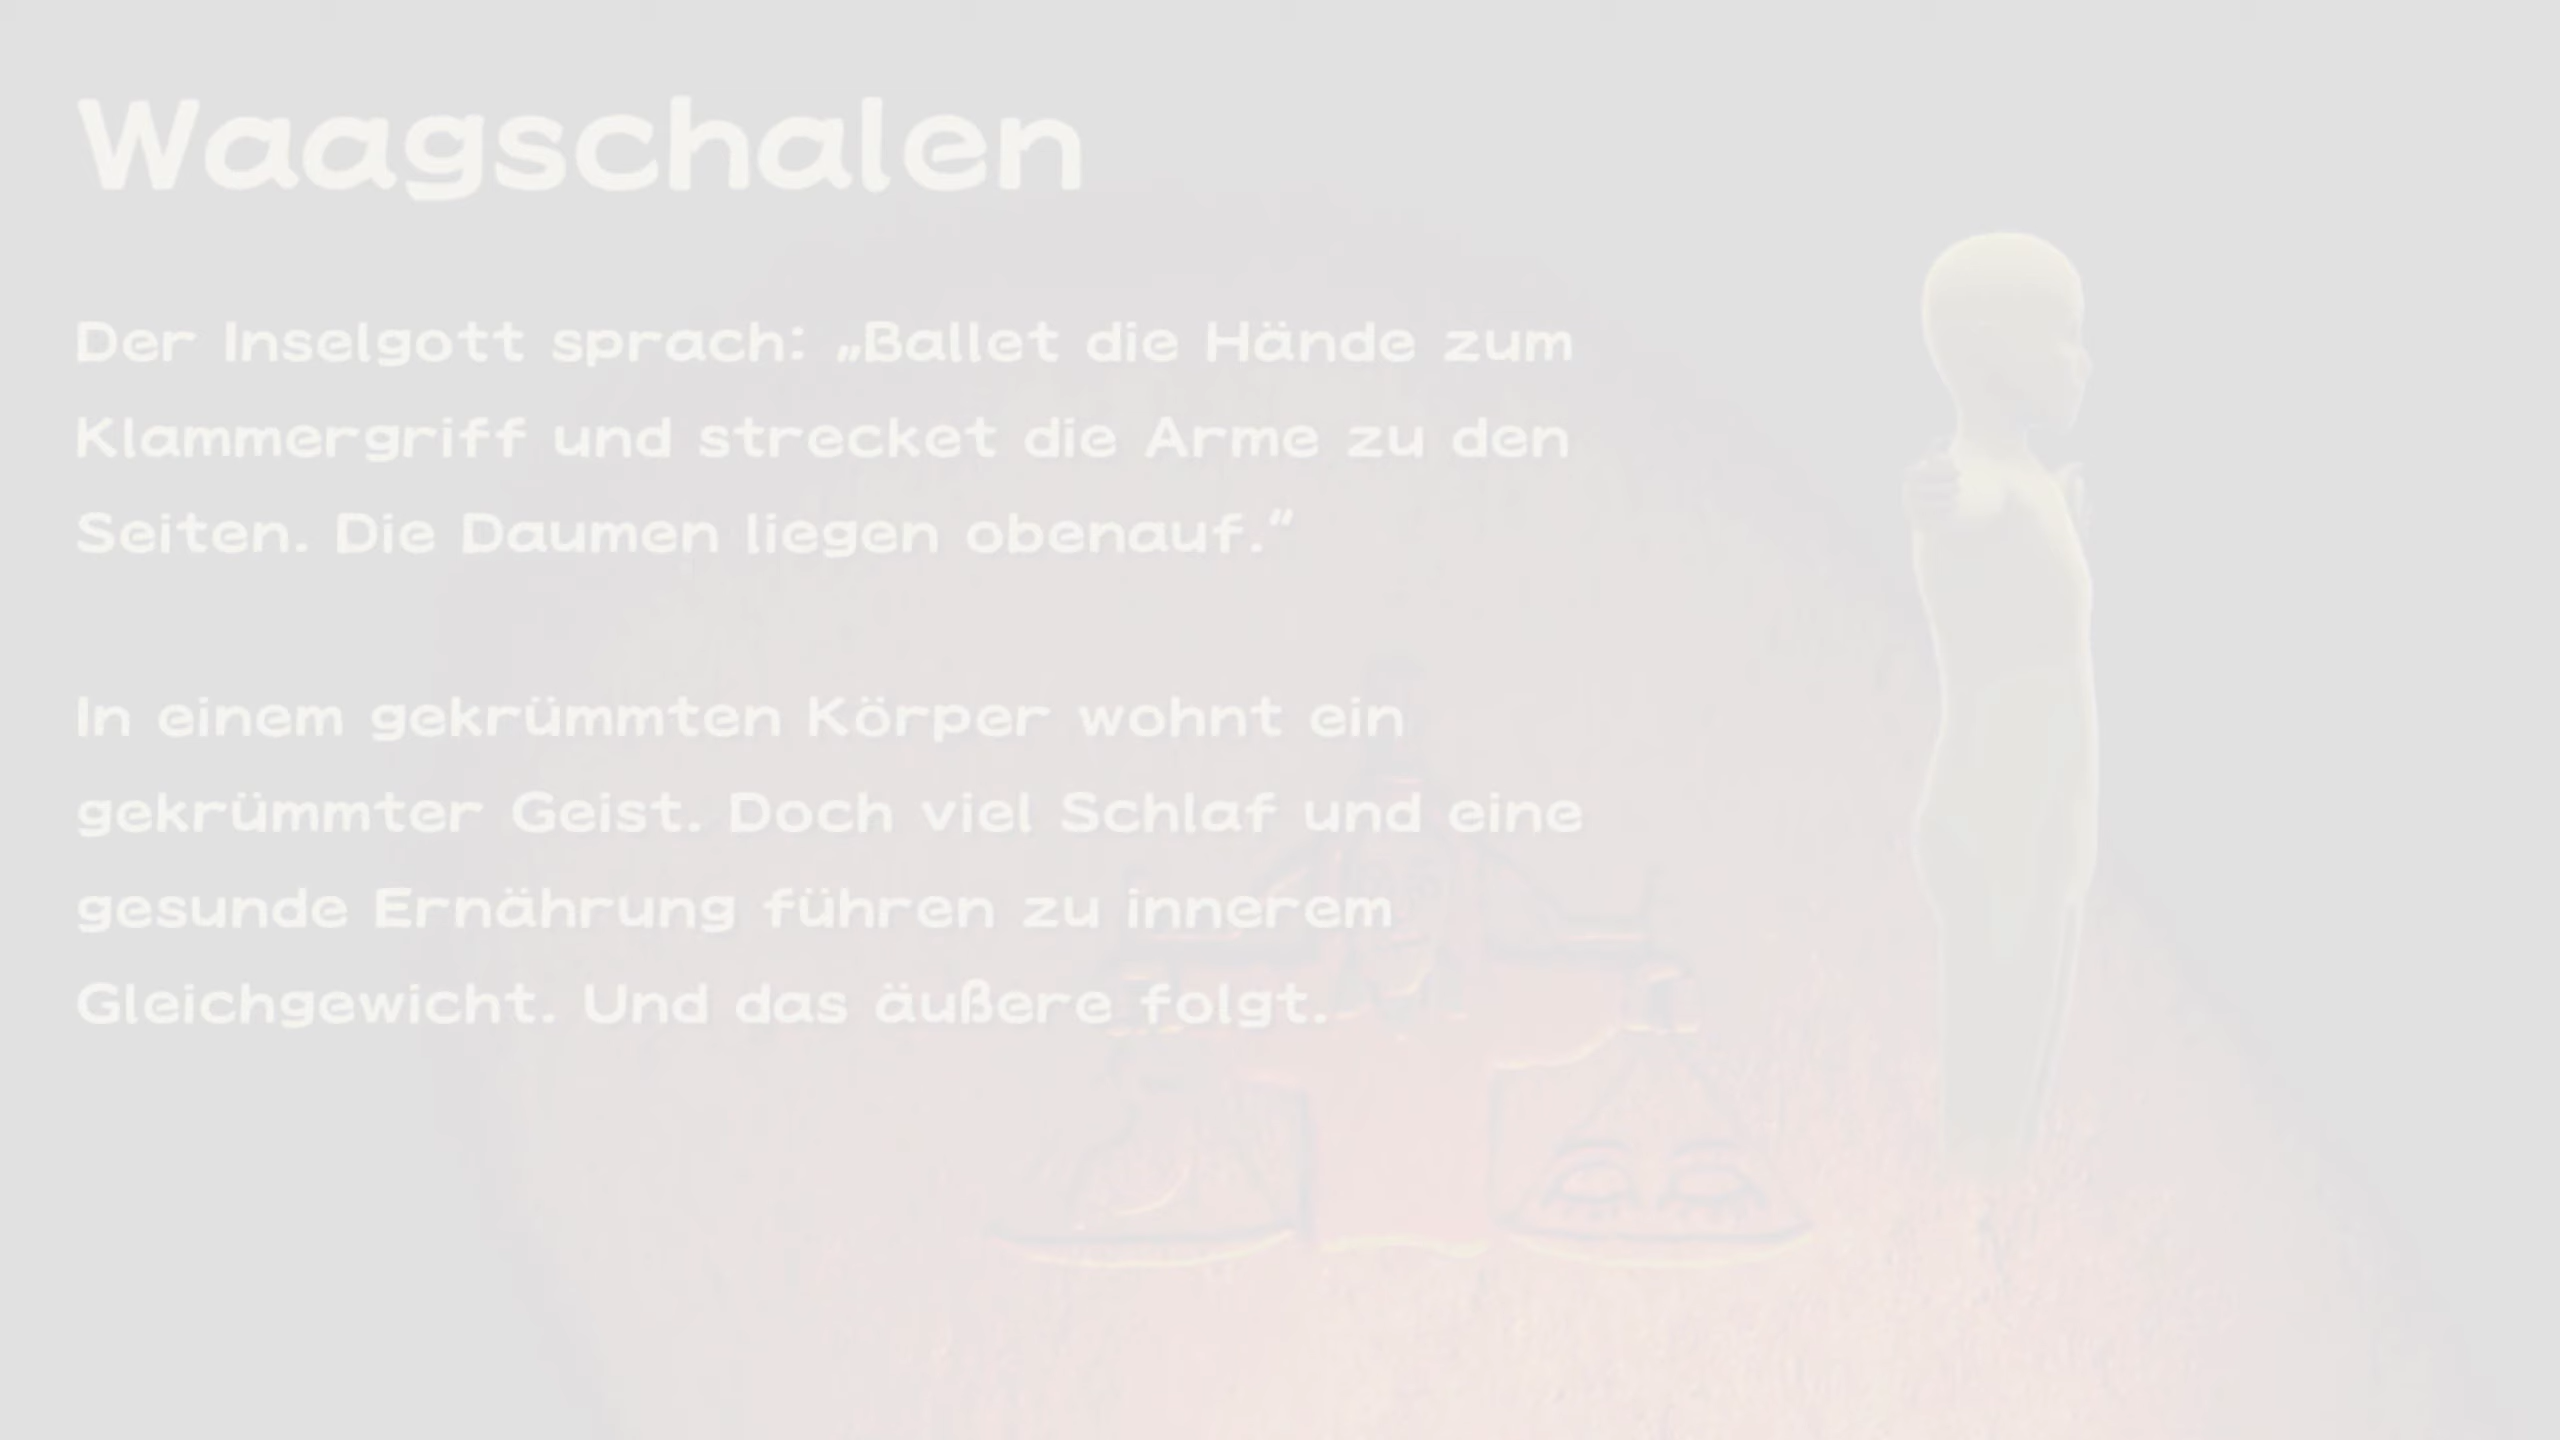 Waagschalen
Der Inselgott sprach: „Ballet die Hände zum
Klammergriff und strecket die Arme zu den
Seiten. Die Daumen liegen obenauf.“
In einem gekrümmten Körper wohnt ein
gekrümmter Geist. Doch viel Schlaf und eine
gesunde Ernährung führen zu innerem
Gleichgewicht. Und das äußere folgt.